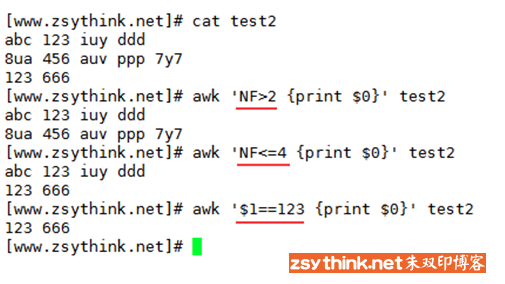 [www.zsythink.net]# cat test2
abc 123 iuy ddd
8ua 456 auv ppp 7y7
123 666
[www.zsythink.net]# awk 'NF>2 {print $0}' test2
abc 123 iuy ddd
8ua 456 auv ppp 7y7
[www.zsythink.net]# awk 'NF<=4 {print $0}' test2
abc 123 iuy ddd
123 666
[www.zsythink.net]# awk '$1==123 {print $0}' test2
123 666
[www.zsythink.net]#
zsythink.net朱双印博客